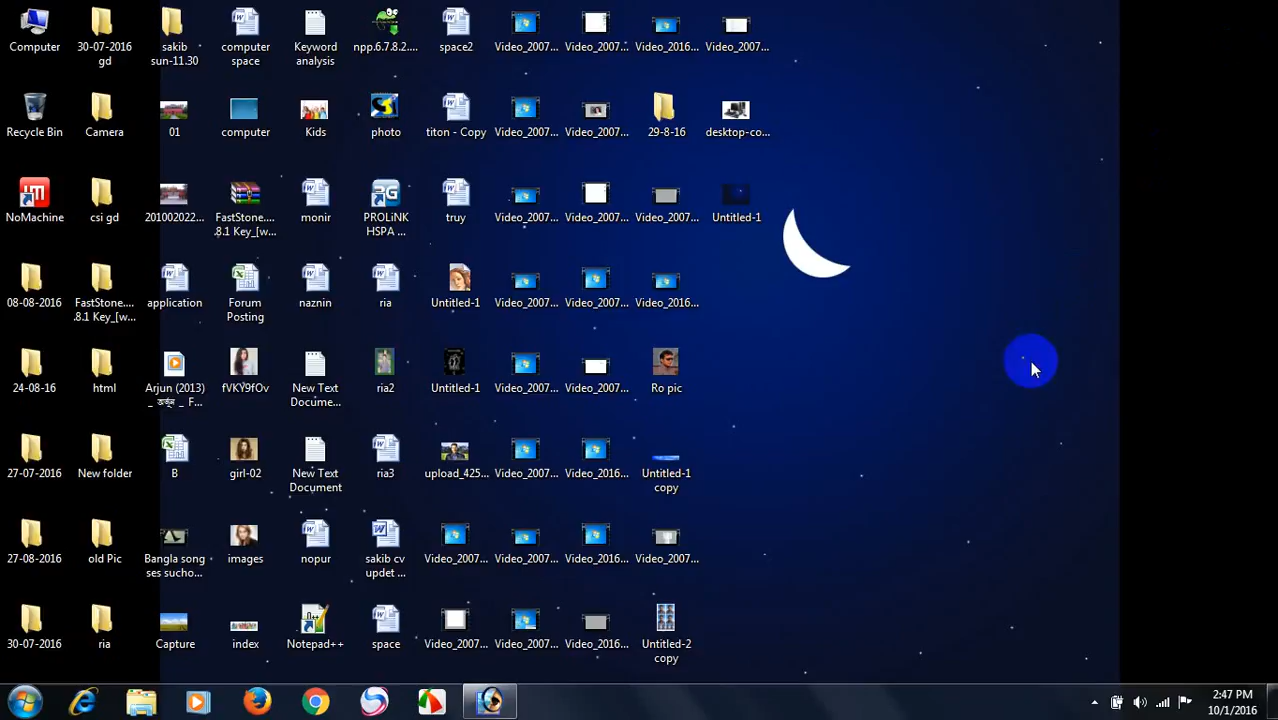 Computer
30-07-2016
gd
sakib
sun-11.30
computer
space
Keyword
analysis
npp.6.7.8.2....
space2
Video_2007...
Video_2007...
Video_2016...
Video_2007...
Recycle Bin
Camera
01
computer
Kids
photo
titon - Copy
Video_2007...
Video_2007...
29-8-16
desktop-co...
NoMachine
csi gd
201002022...
FastStone....
.8.1 Key_[w...
monir
PROLiNK
HSPA ...
truy
Video_2007...
Video_2007...
Video_2007...
Untitled-1
08-08-2016
FastStone....
.8.1 Key_[w...
application
Forum
Posting
naznin
ria
Untitled-1
Video_2007...
Video_2007...
Video_2016...
24-08-16
html
Arjun (2013)
_ অর্জুন _ F...
fVKY9fOv
New Text
Docume...
ria2
Untitled-1
Video_2007...
Video_2007...
Ro pic
27-07-2016
New folder
B
girl-02
New Text
Document
ria3
upload_425...
Video_2007...
Video_2016...
Untitled-1
copy
27-08-2016
old Pic
Bangla song
ses sucho...
images
nopur
sakib cv
updet ...
Video_2007...
Video_2007...
Video_2016...
Video_2007...
30-07-2016
ria
Capture
index
Notepad++
space
Video_2007...
Video_2007...
Video_2016...
Untitled-2
copy
2:47 PM
10/1/2016